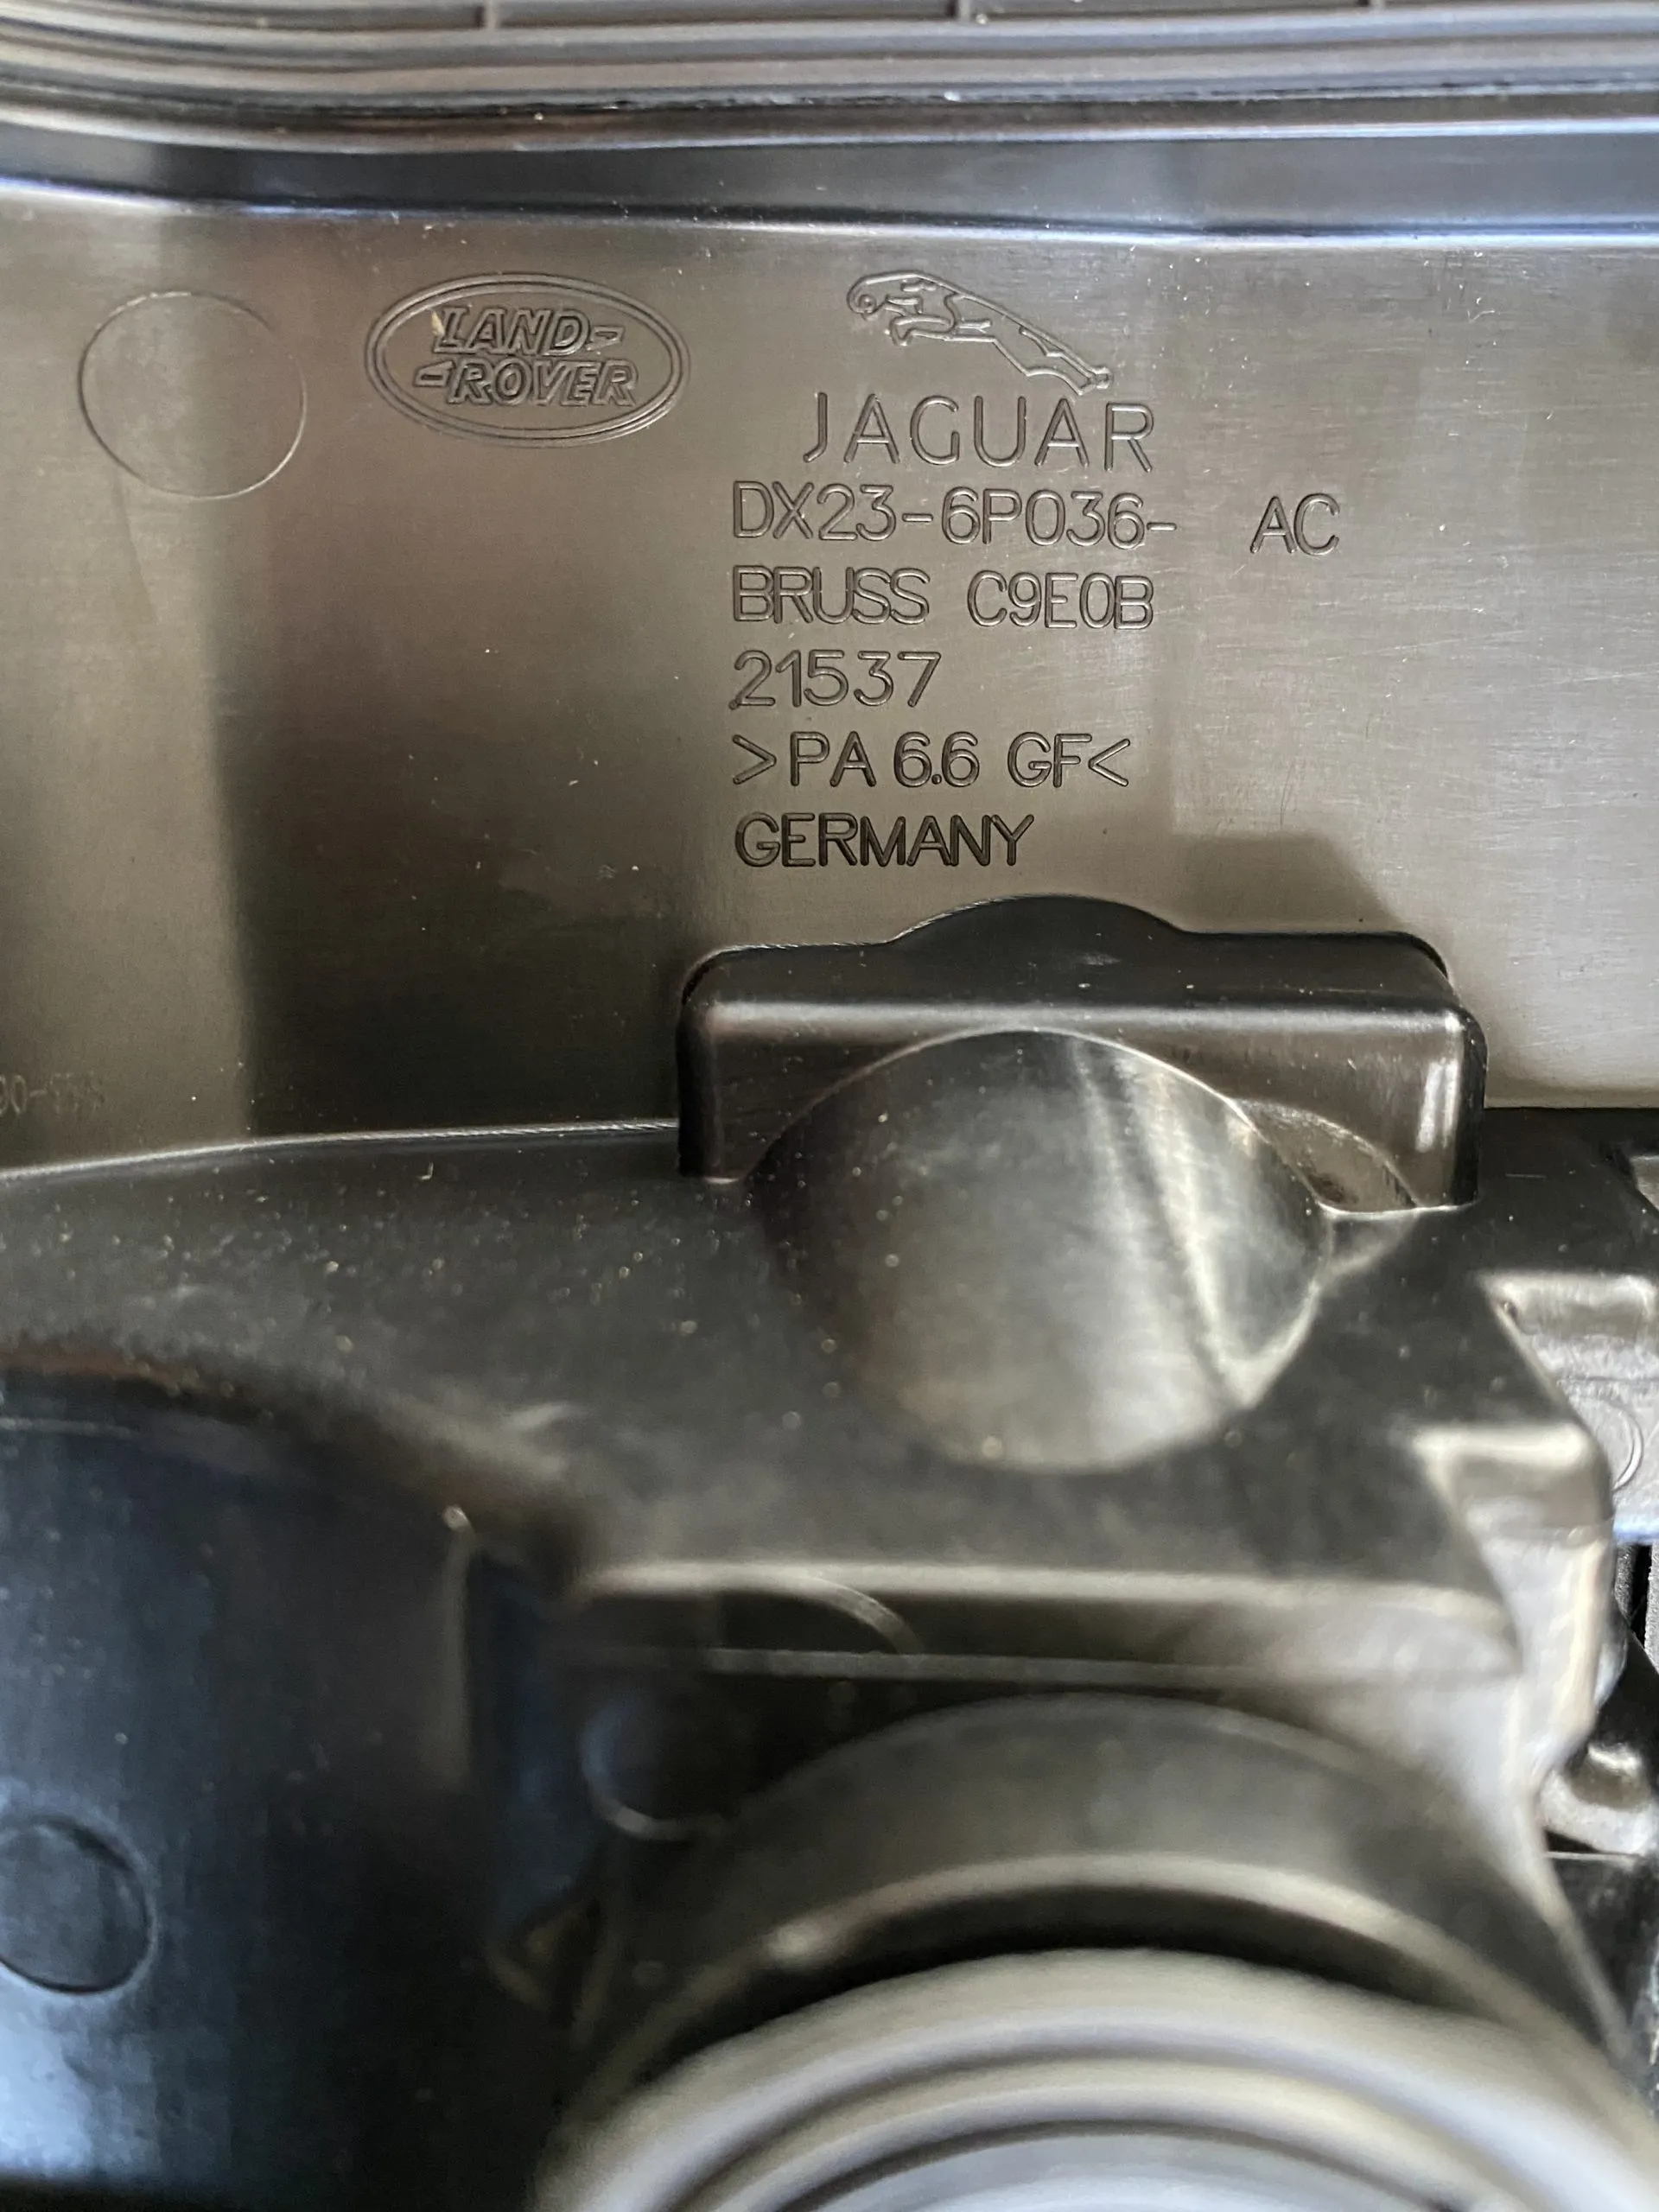 LAND-
-ROVER
JAGUAR
DX23-6P036- AC
BRUSS C9E0B
21537
>PA 6.6 GF<
GERMANY